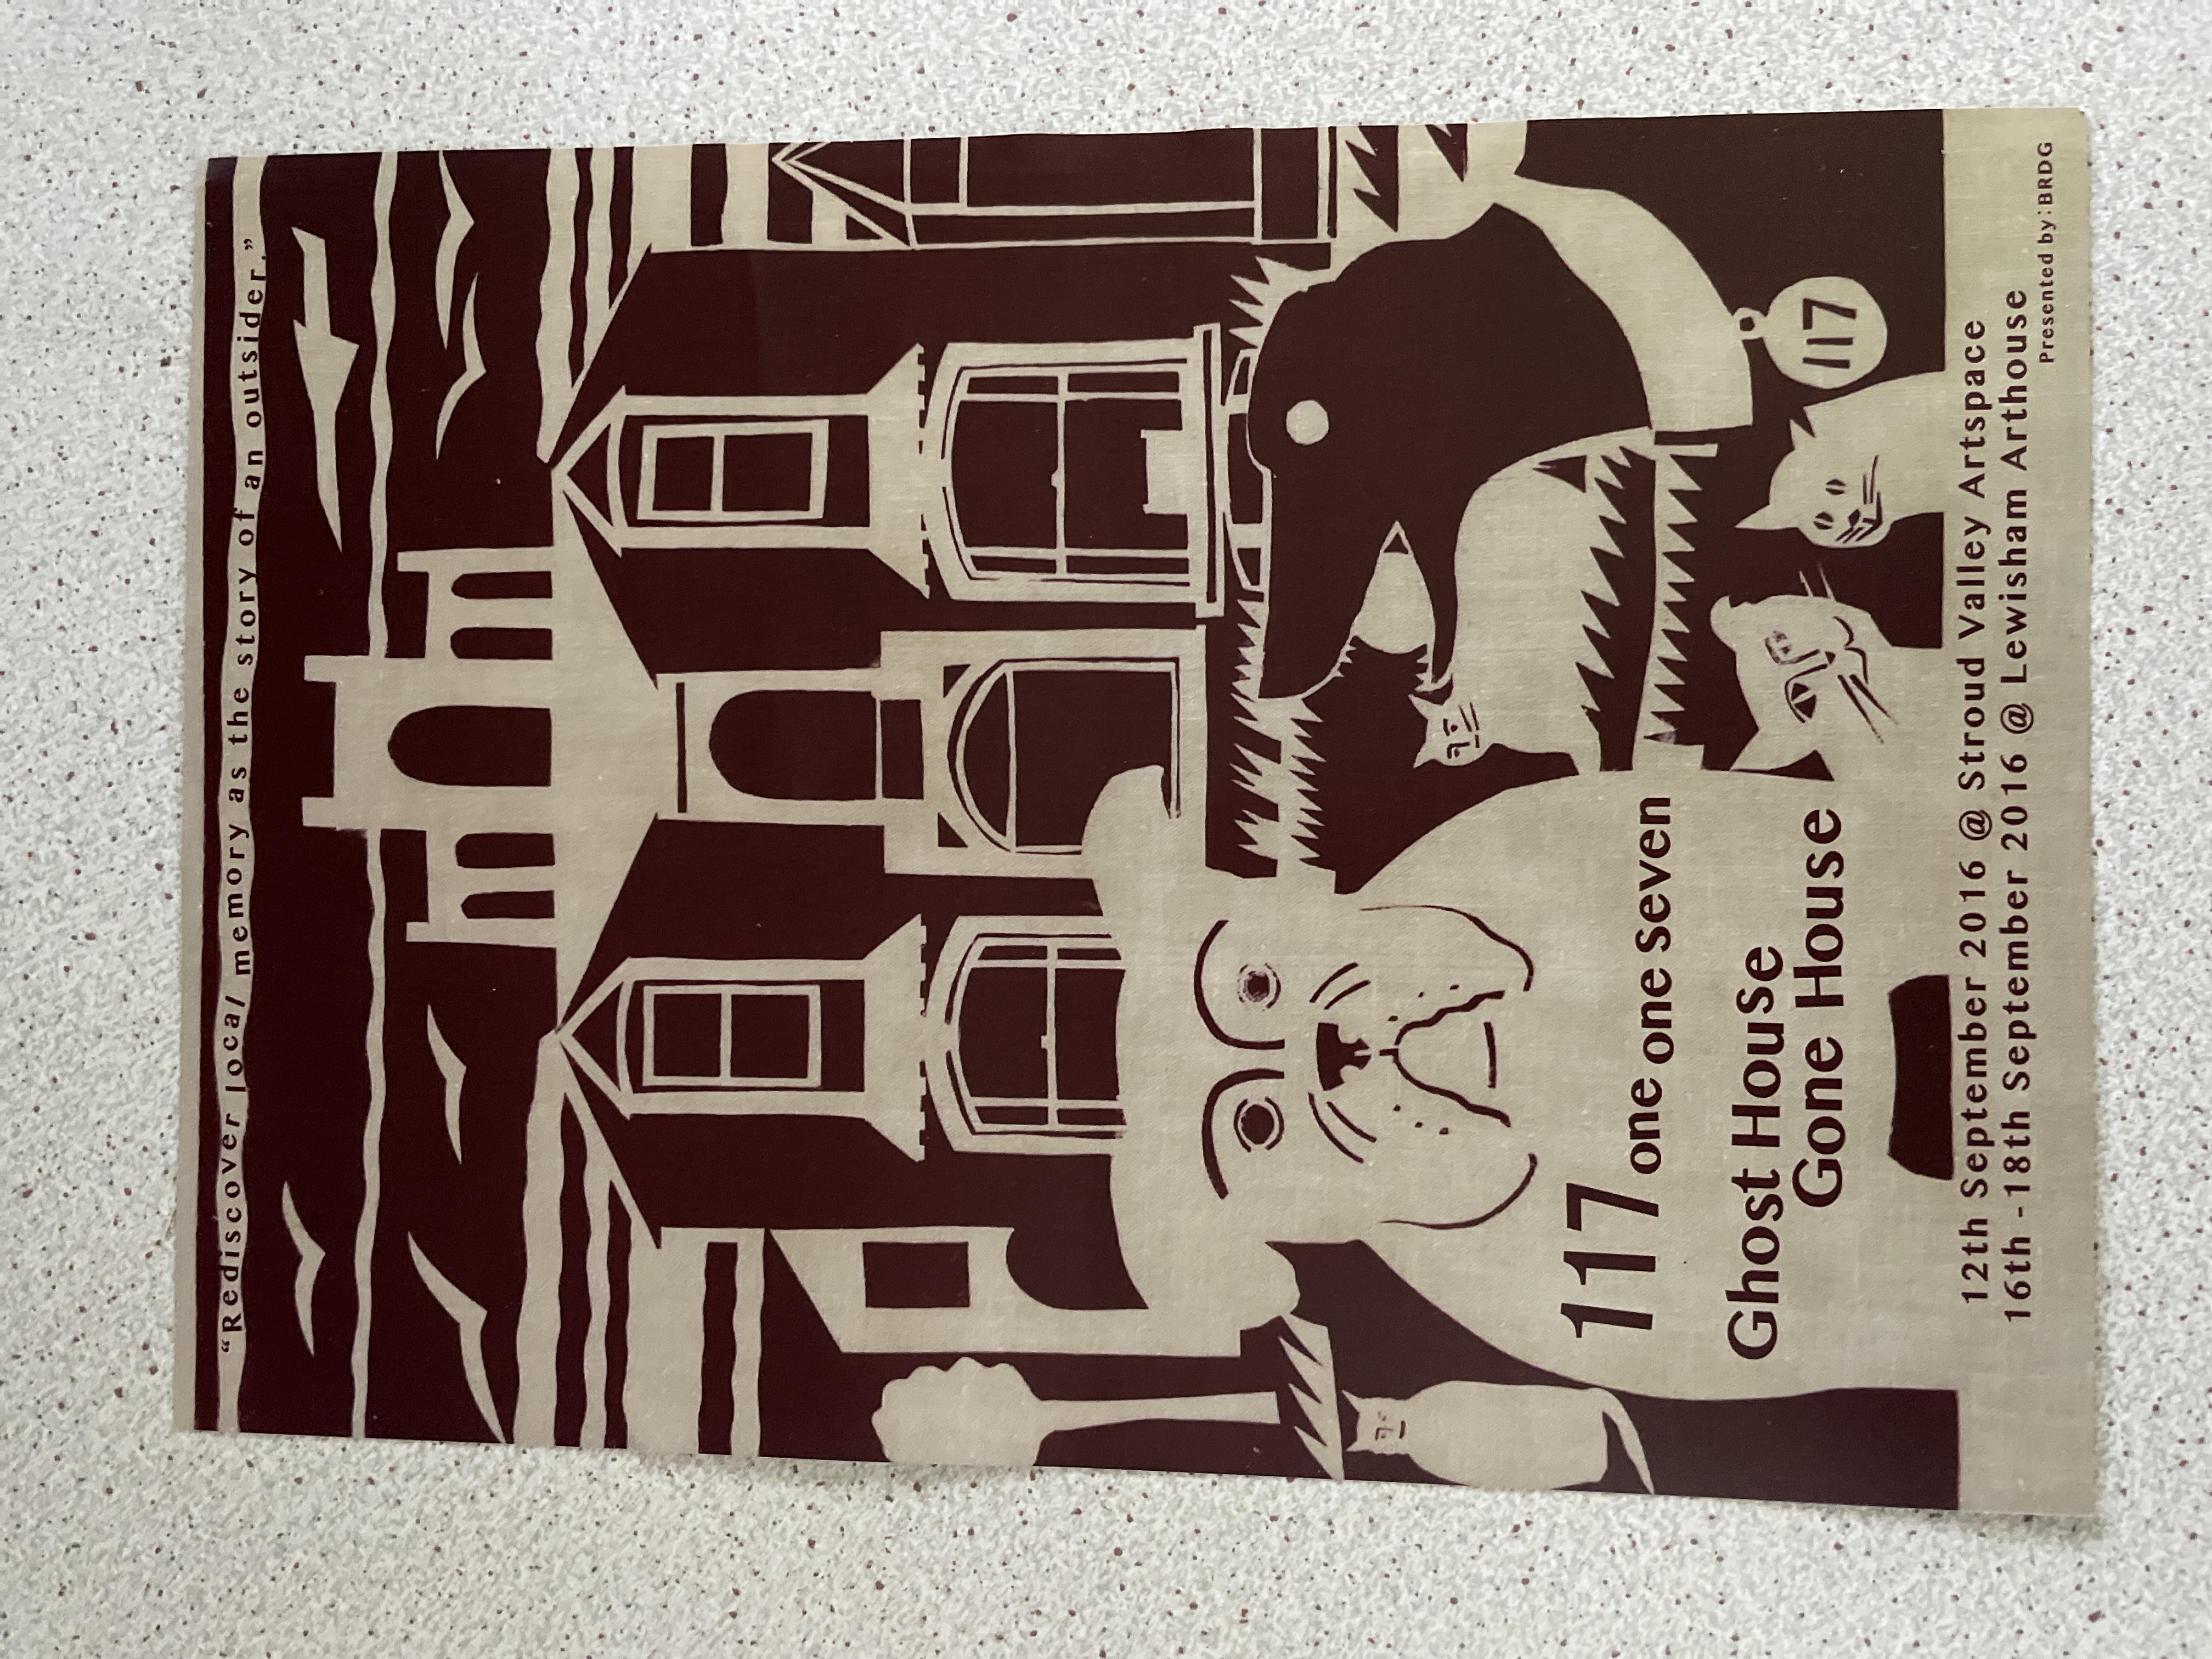 "Rediscover local memory as the story of an outsider."
117 one one seven
Ghost House
Gone House
117
12th September 2016 @ Stroud Valley Artspace
16th -18th September 2016 @ Lewisham Arthouse
Presented by:BRDG